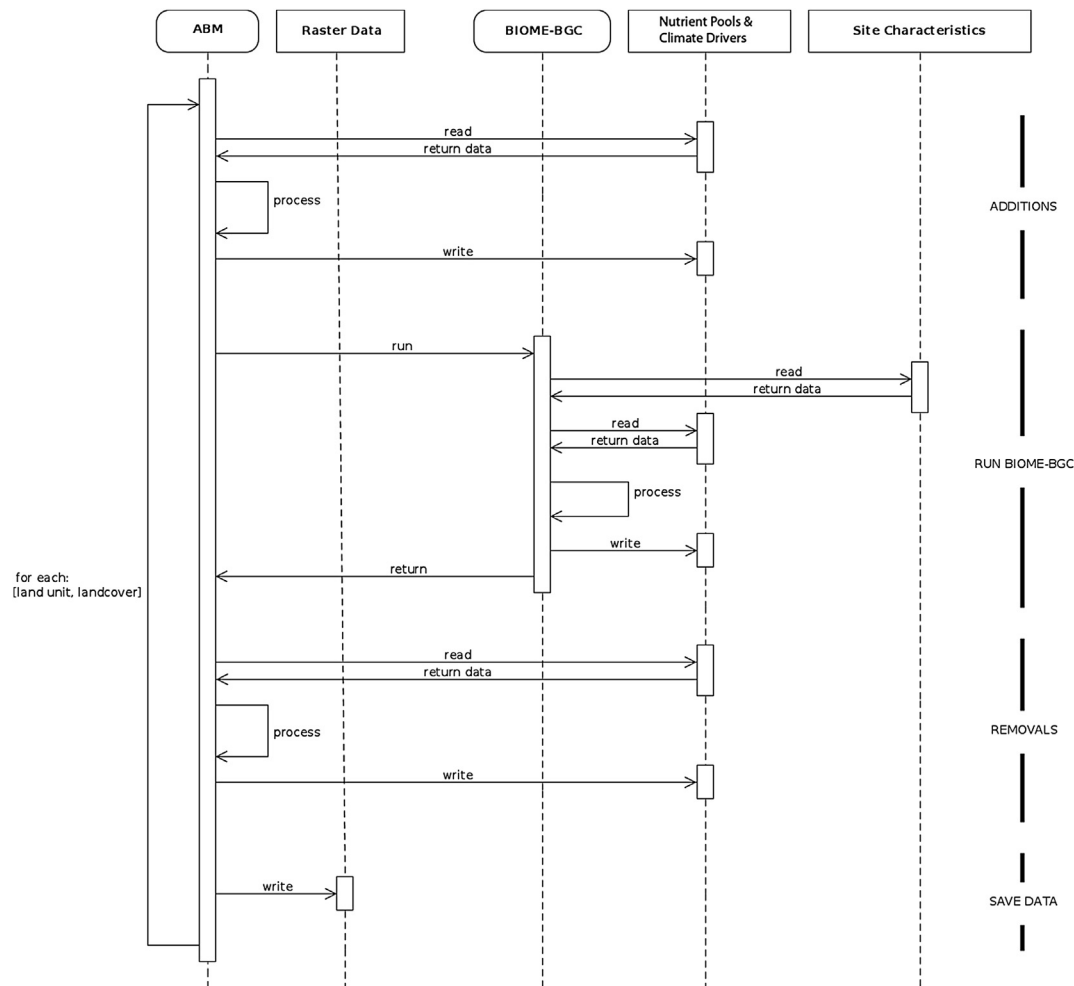 ABM
Raster Data
BIOME-BGC
Nutrient Pools &
Climate Drivers
Site Characteristics
read
return data
process
ADDITIONS
write
run
read
return data
read
return data
RUN BIOME-BGC
process
write
return
for each:
[land unit, landcover]
read
return data
process
REMOVALS
write
write
SAVE DATA